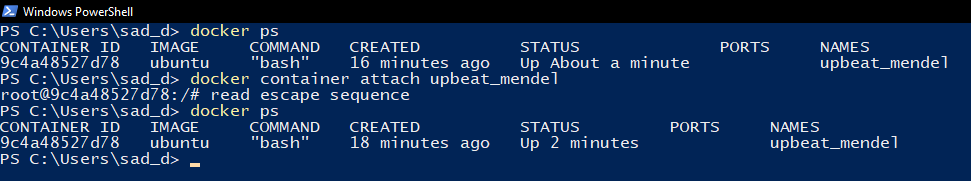 Windows PowerShell
PS C:\Users\sad_d> docker ps
CONTAINER ID   IMAGE     COMMAND   CREATED          STATUS              PORTS     NAMES
9c4a48527d78   ubuntu    "bash"    16 minutes ago   Up About a minute             upbeat_mendel
PS C:\Users\sad_d> docker container attach upbeat_mendel
root@9c4a48527d78:/# read escape sequence
PS C:\Users\sad_d> docker ps
CONTAINER ID   IMAGE     COMMAND   CREATED          STATUS         PORTS     NAMES
9c4a48527d78   ubuntu    "bash"    18 minutes ago   Up 2 minutes             upbeat_mendel
PS C:\Users\sad_d>